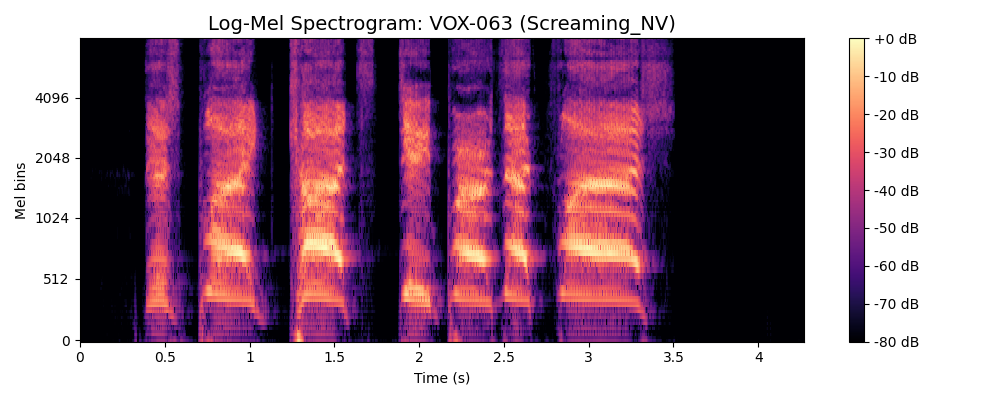 Log-Mel Spectrogram: VOX-063 (Screaming_NV)
Mel bins
4096
2048
1024
512
0
0 0.5 1 1.5 2 2.5 3 3.5 4
Time (s)
+0 dB
-10 dB
-20 dB
-30 dB
-40 dB
-50 dB
-60 dB
-70 dB
-80 dB